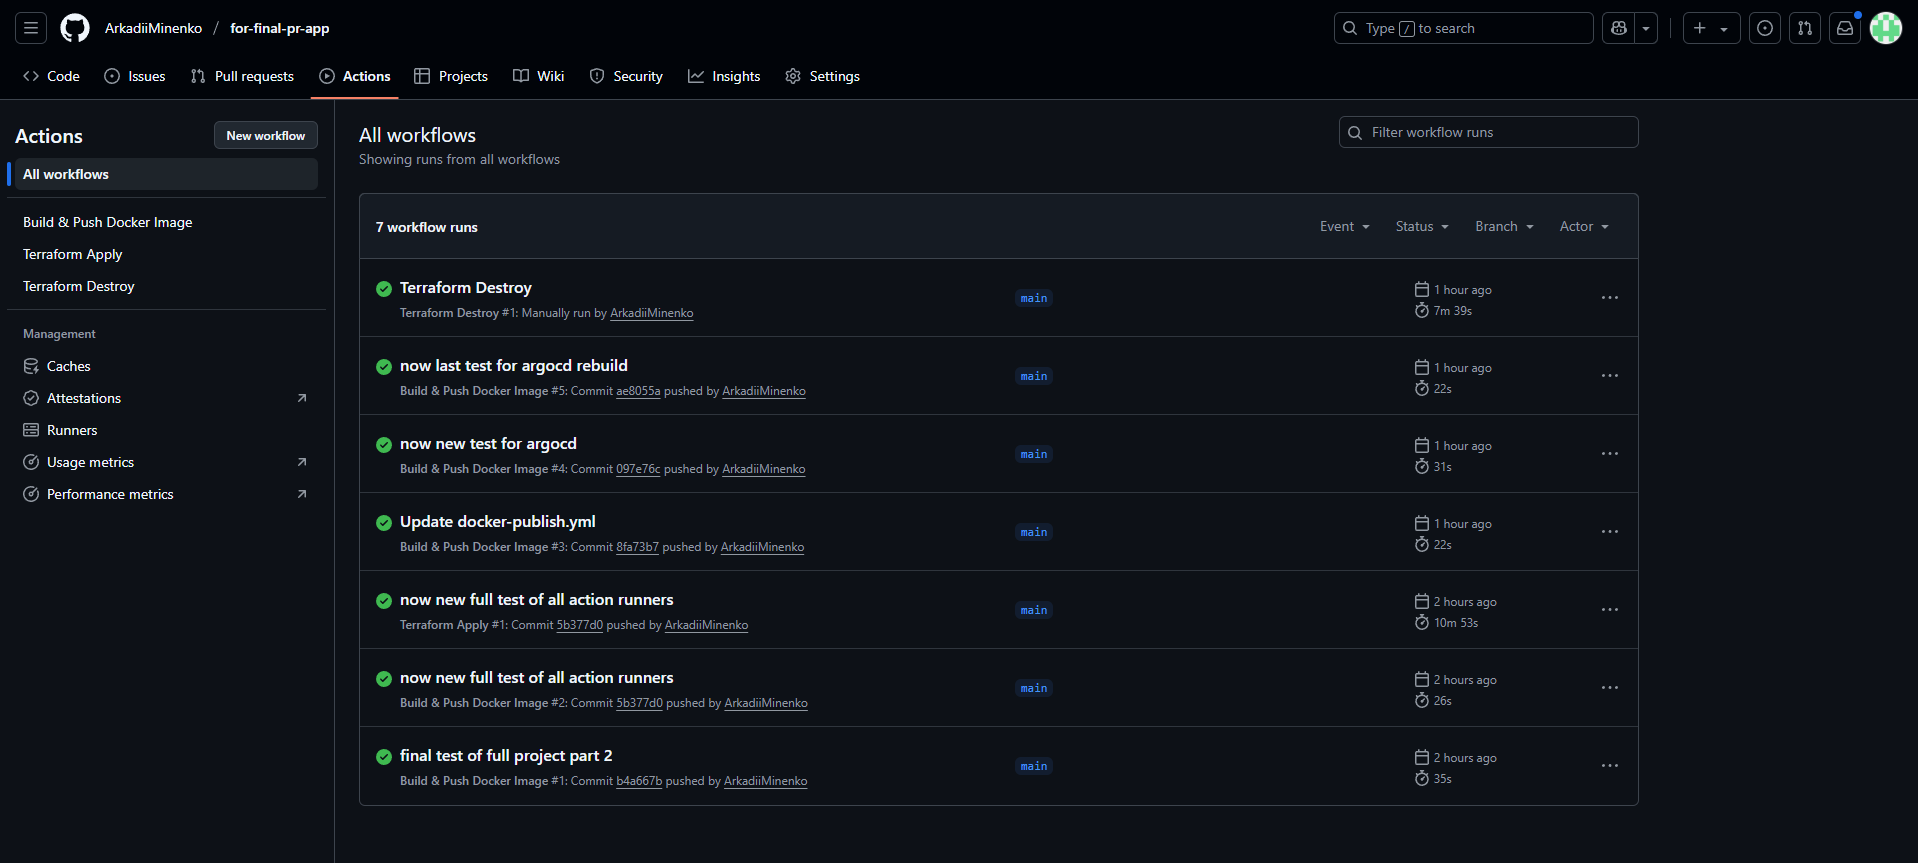 ArkadiiMinenko / for-final-pr-app
Type / to search
Code
Issues
Pull requests
Actions
Projects
Wiki
Security
Insights
Settings
Actions
New workflow
All workflows
Build & Push Docker Image
Terraform Apply
Terraform Destroy
Management
Caches
Attestations
Runners
Usage metrics
Performance metrics
All workflows
Showing runs from all workflows
Filter workflow runs
7 workflow runs
Event
Status
Branch
Actor
Terraform Destroy
Terraform Destroy #1: Manually run by ArkadiiMinenko
main
1 hour ago
7m 39s
now last test for argocd rebuild
Build & Push Docker Image #5: Commit ae8055a pushed by ArkadiiMinenko
main
1 hour ago
22s
now new test for argocd
Build & Push Docker Image #4: Commit 097e76c pushed by ArkadiiMinenko
main
1 hour ago
31s
Update docker-publish.yml
Build & Push Docker Image #3: Commit 8fa73b7 pushed by ArkadiiMinenko
main
1 hour ago
22s
now new full test of all action runners
Terraform Apply #1: Commit 5b377d0 pushed by ArkadiiMinenko
main
2 hours ago
10m 53s
now new full test of all action runners
Build & Push Docker Image #2: Commit 5b377d0 pushed by ArkadiiMinenko
main
2 hours ago
26s
final test of full project part 2
Build & Push Docker Image #1: Commit b4a667b pushed by ArkadiiMinenko
main
2 hours ago
35s